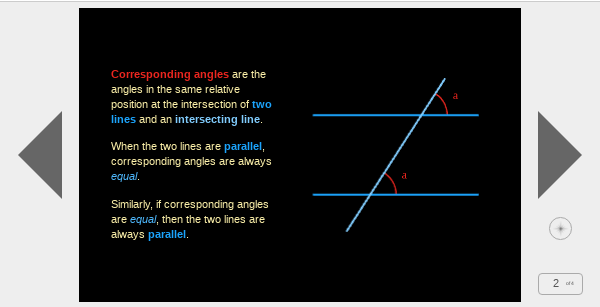 Corresponding angles are the
angles in the same relative
position at the intersection of two
lines and an intersecting line.
When the two lines are parallel,
corresponding angles are always
equal.
Similarly, if corresponding angles
are equal, then the two lines are
always parallel.
a
a
2 of 6